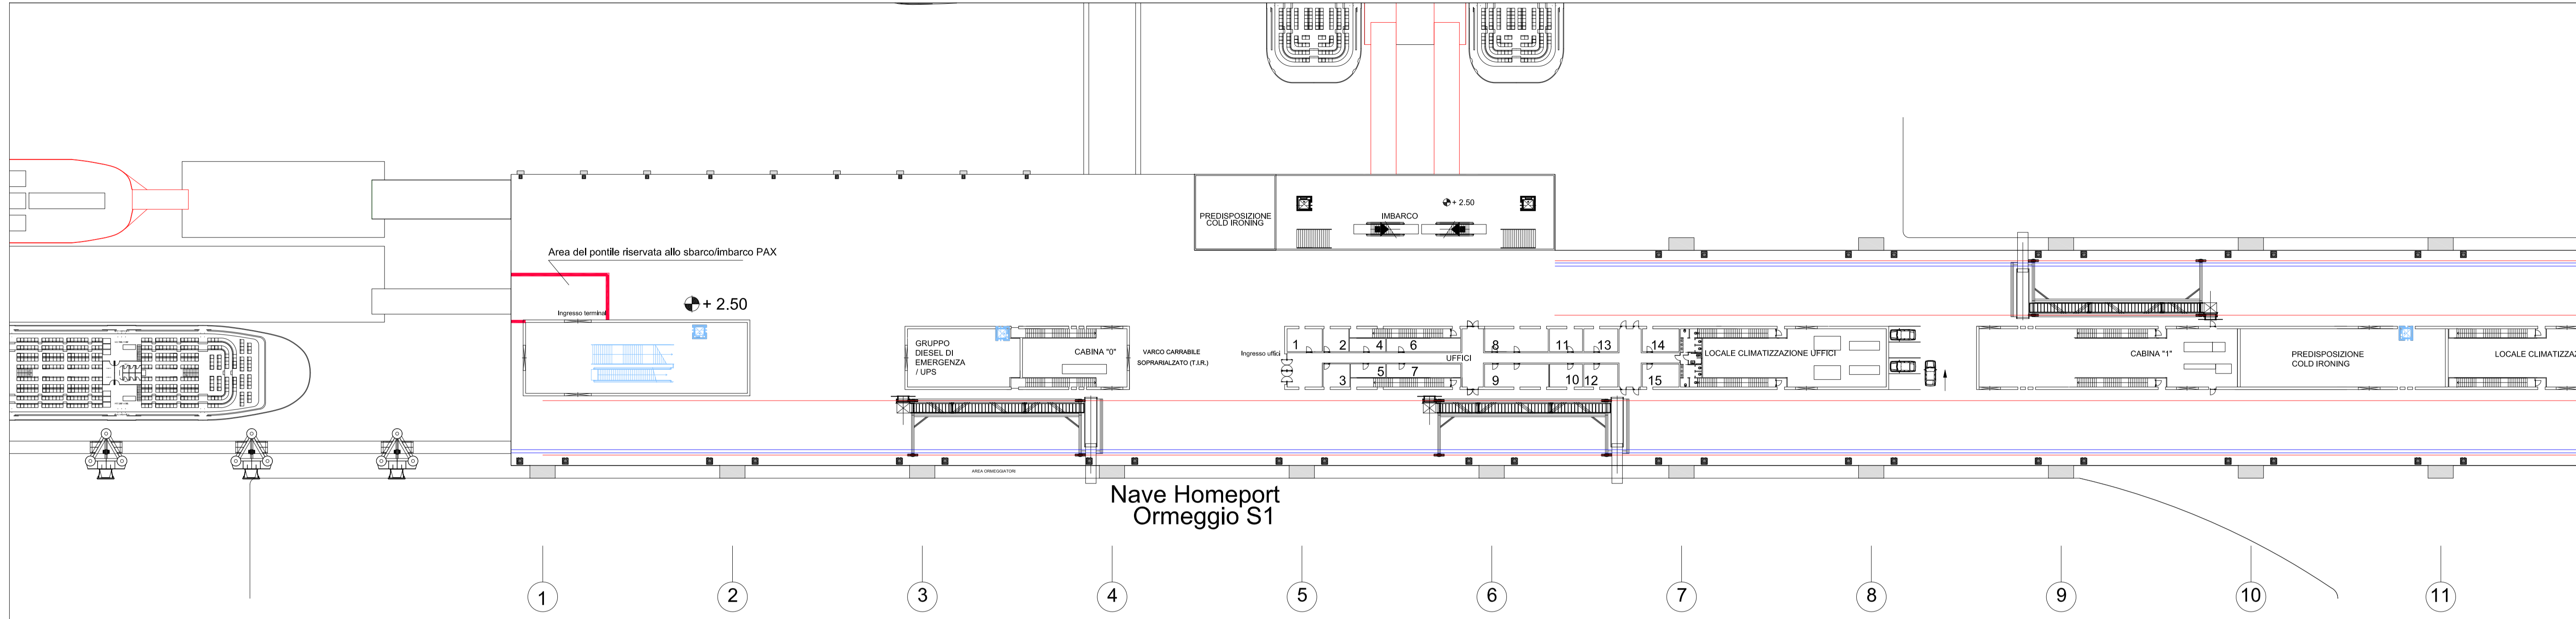 PREDISPOSIZIONE
COLD IRONING
IMBARCO
+ 2.50
Area del pontile riservata allo sbarco/imbarco PAX
Ingresso terminal
+ 2.50
GRUPPO
DIESEL DI
EMERGENZA
/ UPS
CABINA "0"
VARCO CARRABILE
SOPRARIALZATO (T.I.R.)
Ingresso uffici
1
2
4
6
8
11
13
14
UFFICI
3
5
7
9
10
12
15
LOCALE CLIMATIZZAZIONE UFFICI
CABINA "1"
PREDISPOSIZIONE
COLD IRONING
LOCALE CLIMATIZZA
AREA ORMEGGIATORI
Nave Homeport
Ormeggio S1
1
2
3
4
5
6
7
8
9
10
11